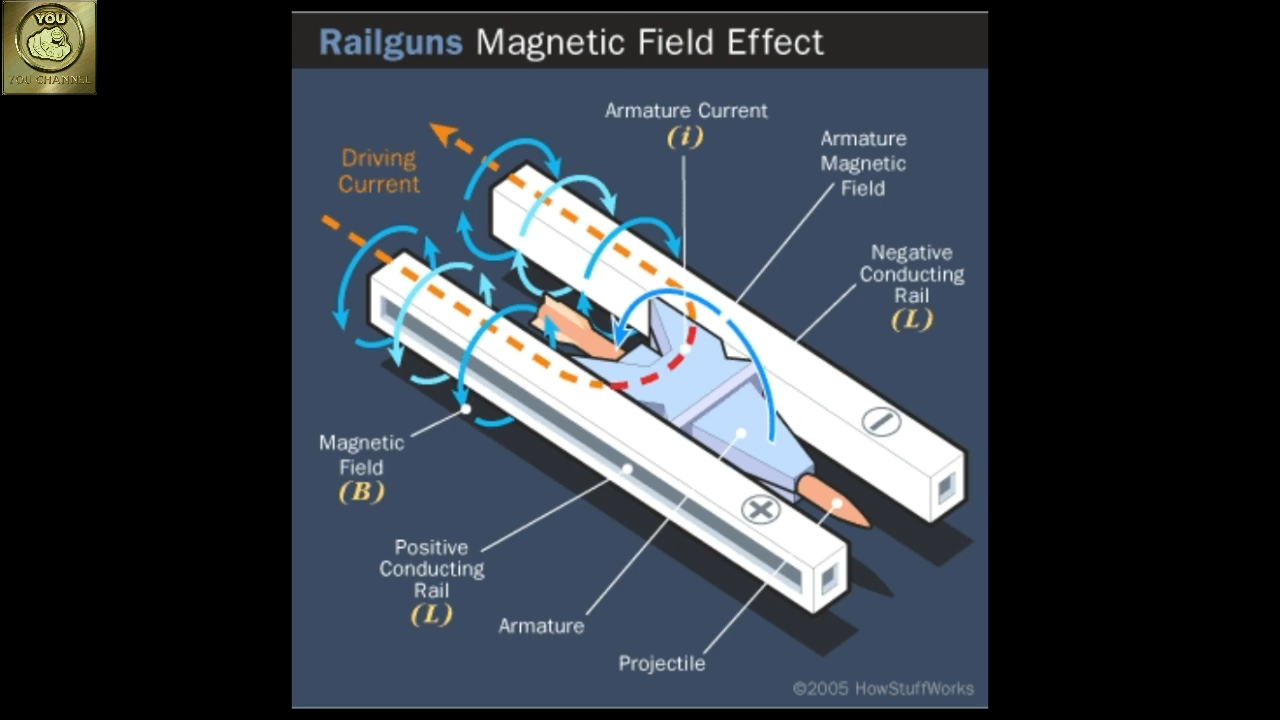 YOU
YOU CHANNEL
Railguns Magnetic Field Effect
Armature Current
(i)
Armature
Magnetic
Field
Driving
Current
Negative
Conducting
Rail
(L)
Magnetic
Field
(B)
Positive
Conducting
Rail
(L)
Armature
Projectile
©2005 HowStuffWorks